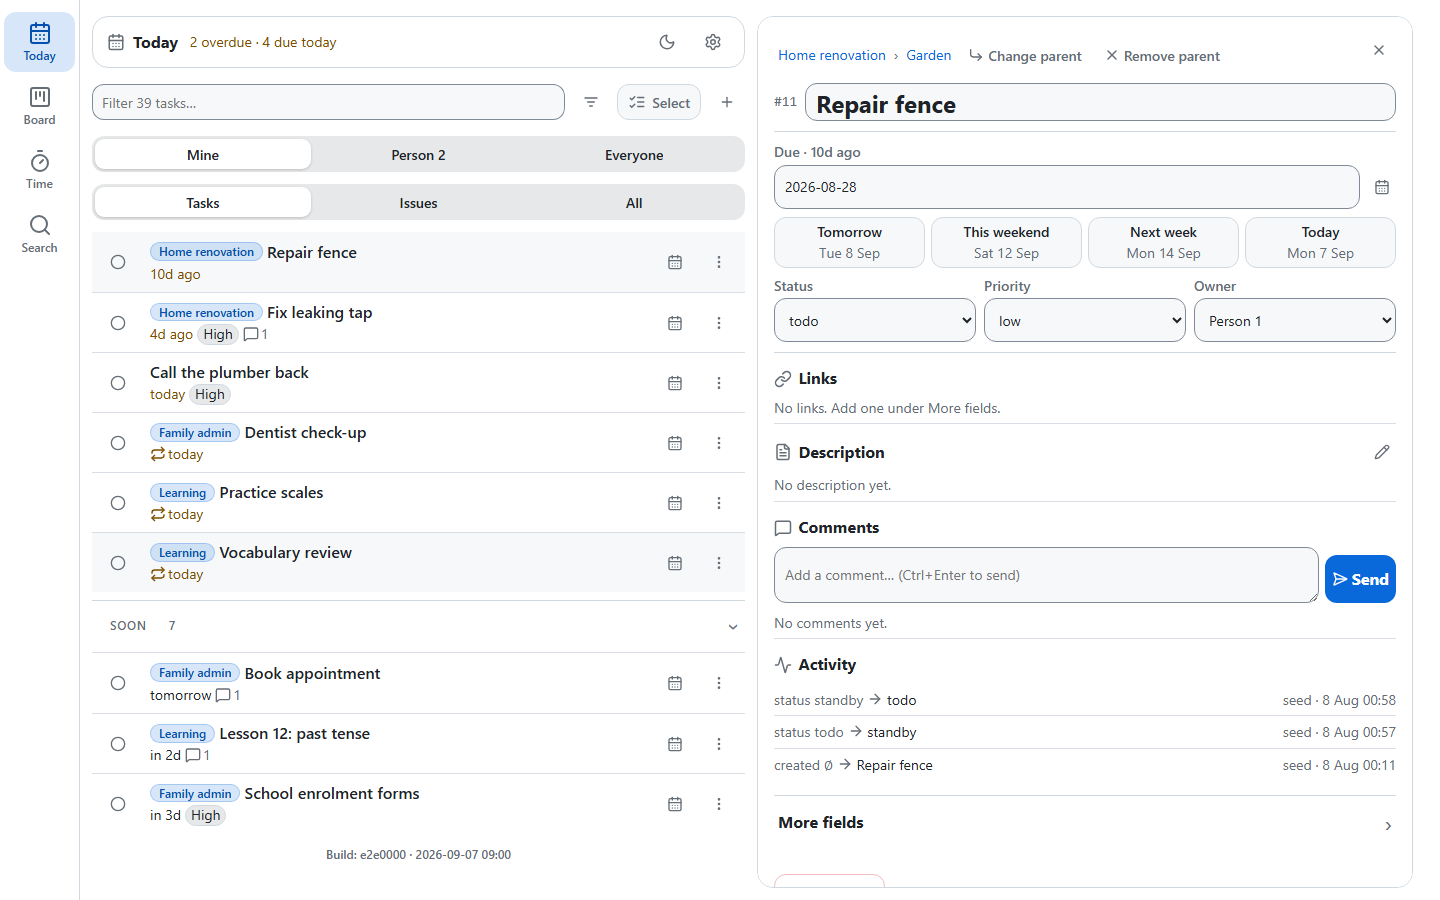 Today
Board
Time
Search
Today 2 overdue · 4 due today
Filter 39 tasks...
Select
Mine Person 2 Everyone
Tasks Issues All
Home renovation Repair fence
10d ago
Home renovation Fix leaking tap
4d ago High 1
Call the plumber back
today High
Family admin Dentist check-up
today
Learning Practice scales
today
Learning Vocabulary review
today
SOON 7
Family admin Book appointment
tomorrow 1
Learning Lesson 12: past tense
in 2d 1
Family admin School enrolment forms
in 3d High
Build: e2e0000 · 2026-09-07 09:00
Home renovation › Garden Change parent Remove parent
#11 Repair fence
Due · 10d ago
2026-08-28
Tomorrow This weekend Next week Today
Tue 8 Sep Sat 12 Sep Mon 14 Sep Mon 7 Sep
Status Priority Owner
todo low Person 1
Links
No links. Add one under More fields.
Description
No description yet.
Comments
Add a comment... (Ctrl+Enter to send)
Send
No comments yet.
Activity
status standby → todo seed · 8 Aug 00:58
status todo → standby seed · 8 Aug 00:57
created ∅ → Repair fence seed · 8 Aug 00:11
More fields